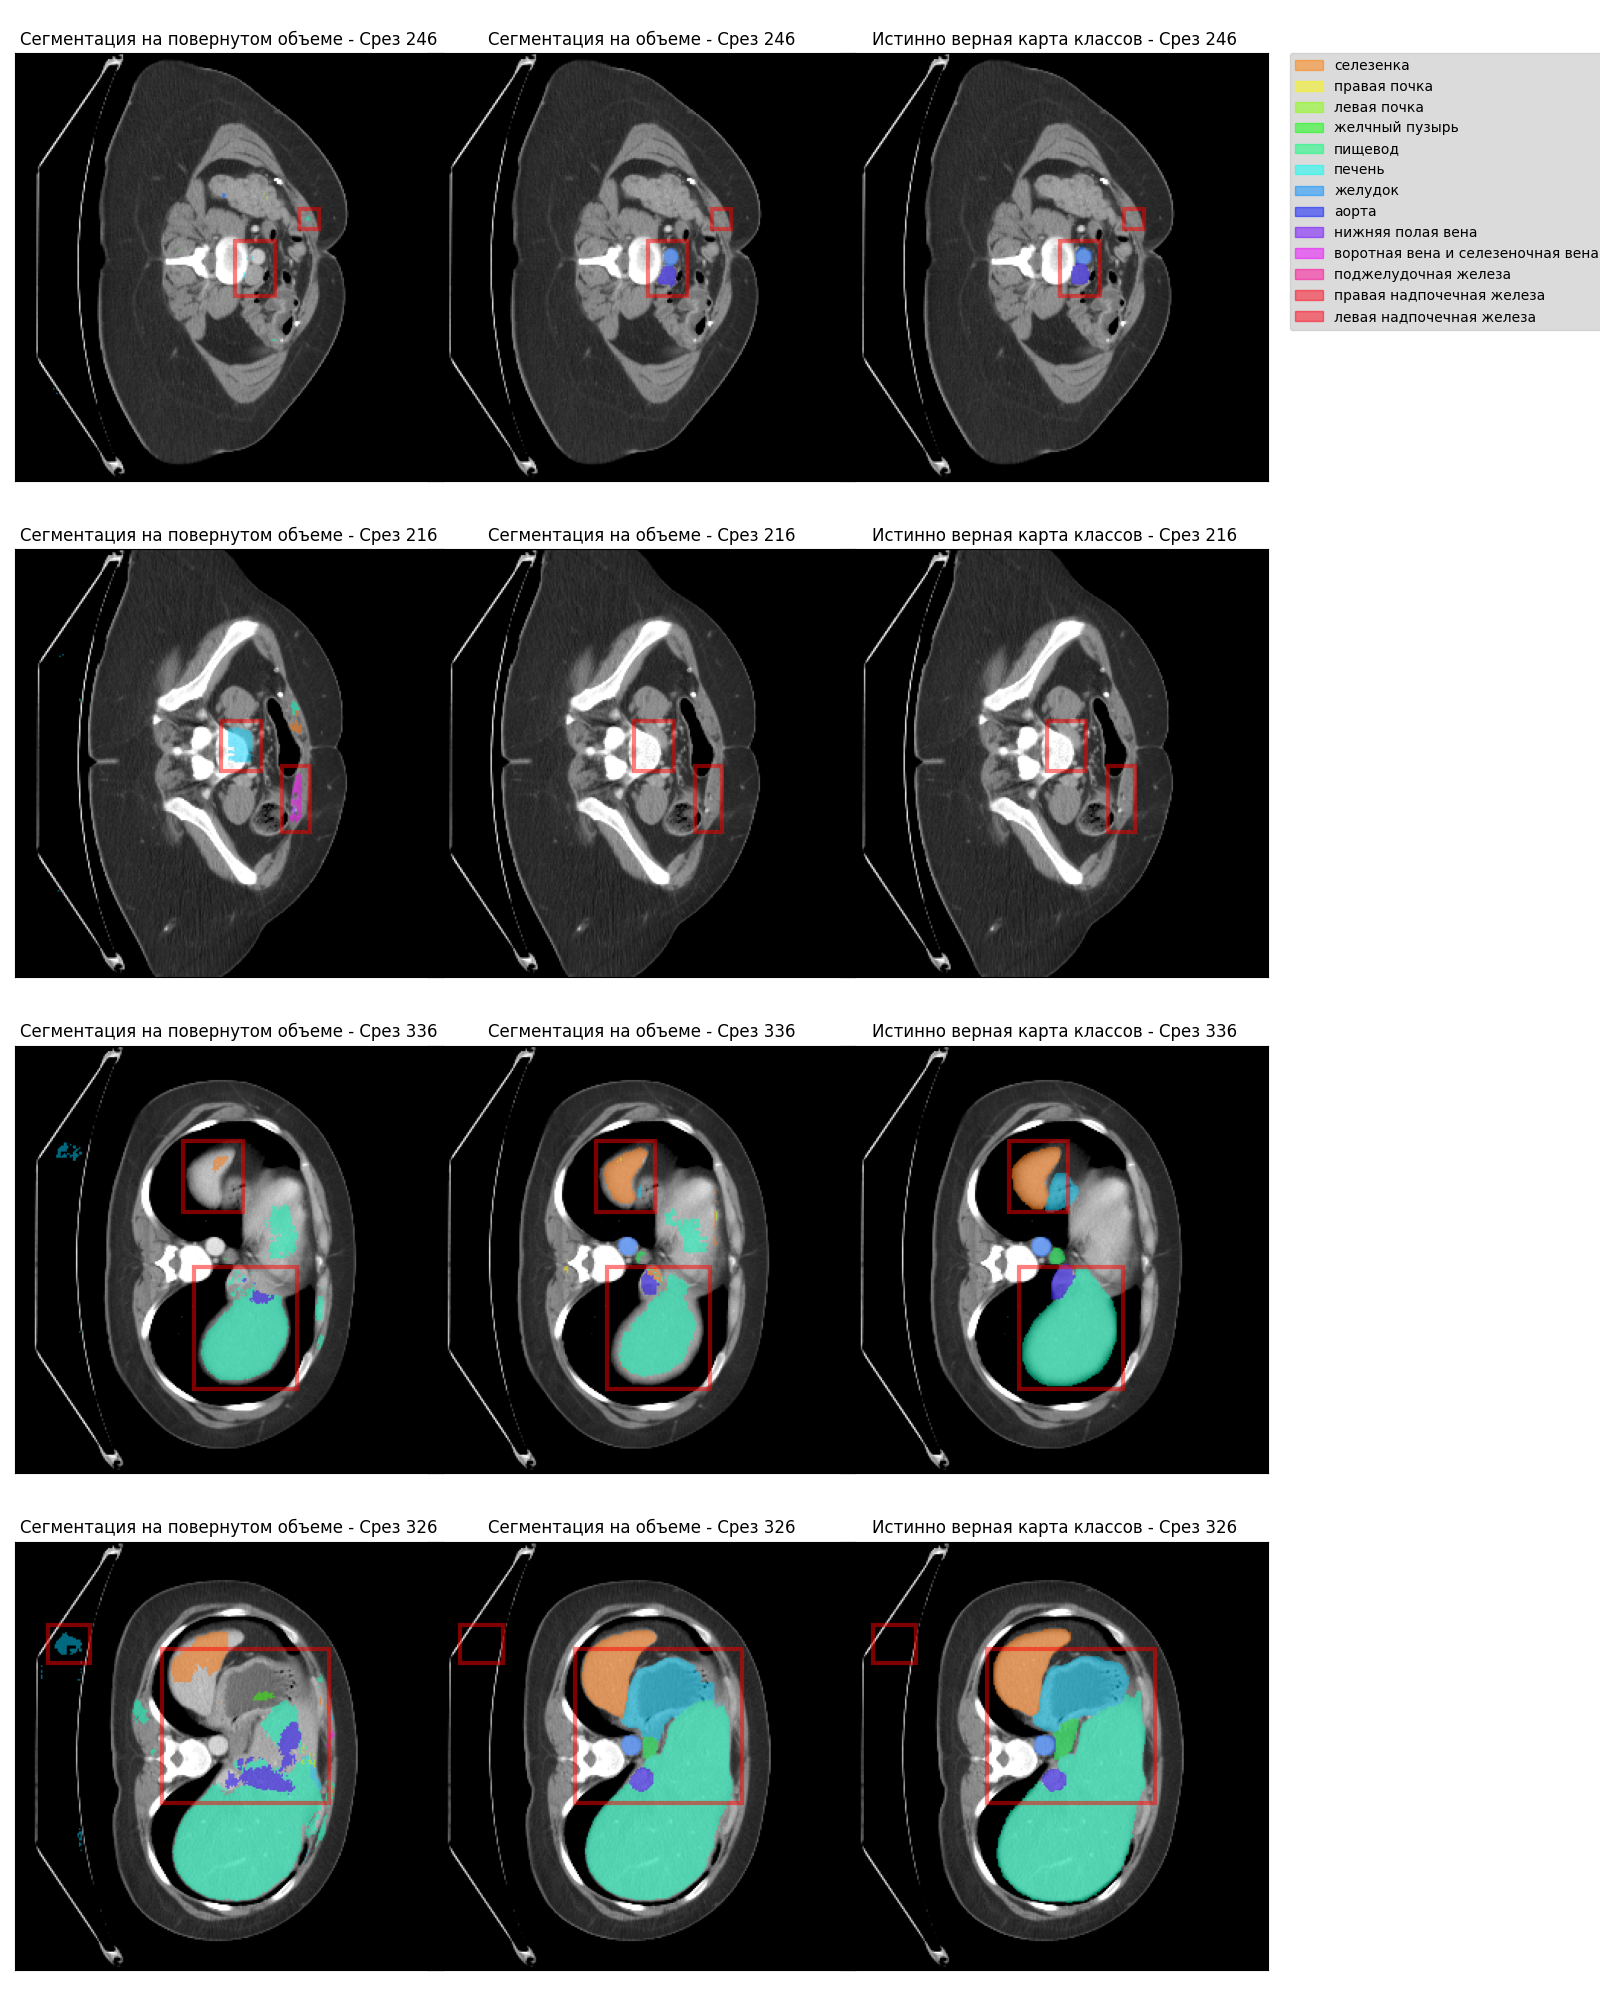 Сегментация на повернутом объеме - Срез 246
Сегментация на объеме - Срез 246
Истинно верная карта классов - Срез 246
селезенка
правая почка
левая почка
желчный пузырь
пищевод
печень
желудок
аорта
нижняя полая вена
воротная вена и селезеночная вена
поджелудочная железа
правая надпочечная железа
левая надпочечная железа
Сегментация на повернутом объеме - Срез 216
Сегментация на объеме - Срез 216
Истинно верная карта классов - Срез 216
Сегментация на повернутом объеме - Срез 336
Сегментация на объеме - Срез 336
Истинно верная карта классов - Срез 336
Сегментация на повернутом объеме - Срез 326
Сегментация на объеме - Срез 326
Истинно верная карта классов - Срез 326